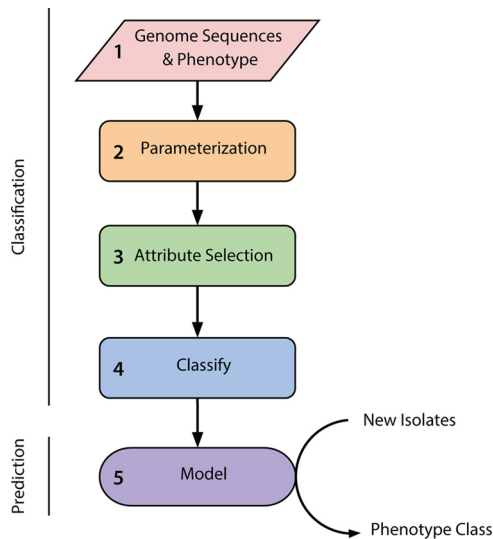 Classification
1 Genome Sequences
& Phenotype
2 Parameterization
3 Attribute Selection
4 Classify
Prediction
5 Model
New Isolates
Phenotype Class